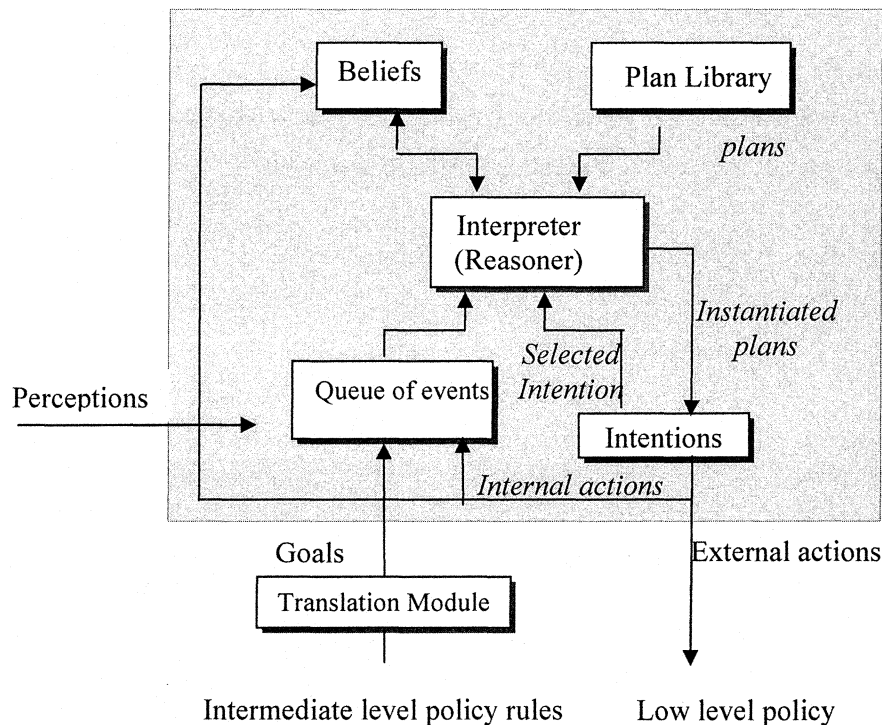 Beliefs
Plan Library
plans
Interpreter
(Reasoner)
Instantiated
plans
Selected
Intention
Queue of events
Perceptions
Intentions
Internal actions
Goals
External actions
Translation Module
Intermediate level policy rules
Low level policy